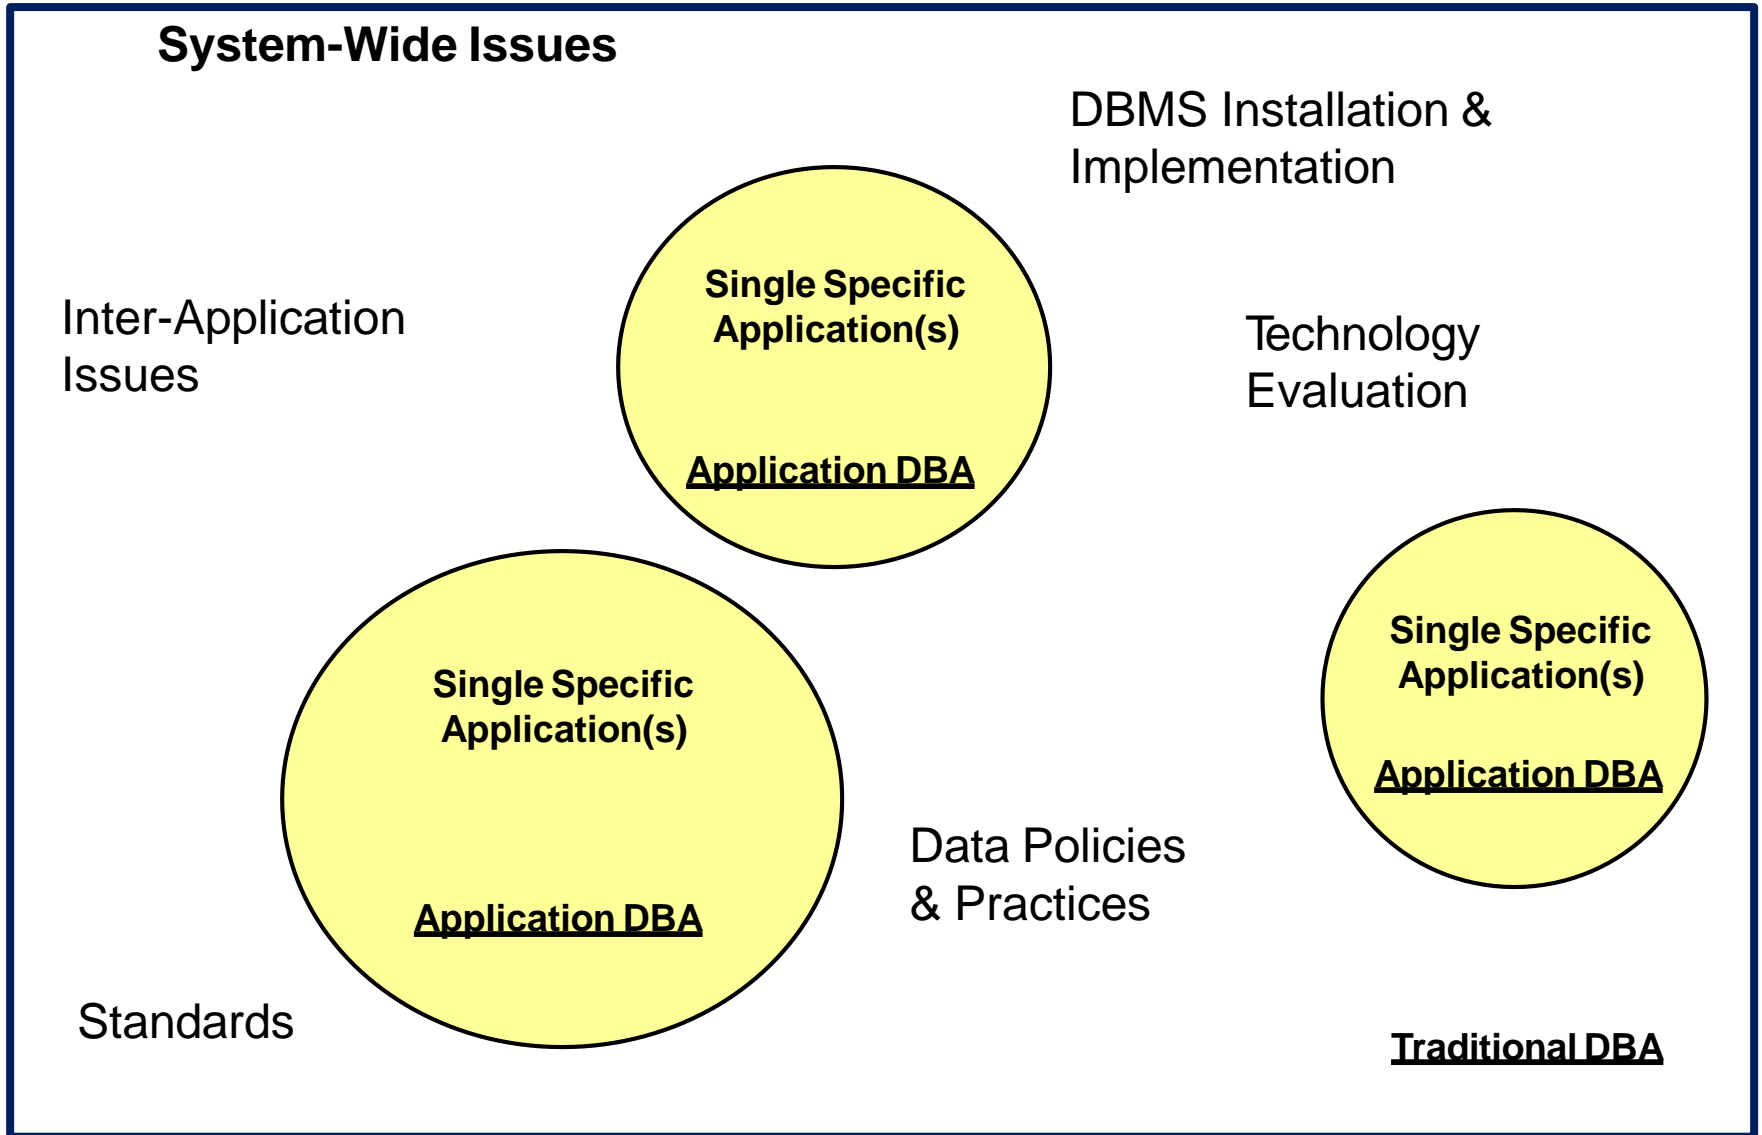 System-Wide Issues
DBMS Installation &
Implementation
Single Specific
Application(s)
Application DBA
Inter-Application
Issues
Technology
Evaluation
Single Specific
Application(s)
Application DBA
Single Specific
Application(s)
Application DBA
Data Policies
& Practices
Standards
Traditional DBA